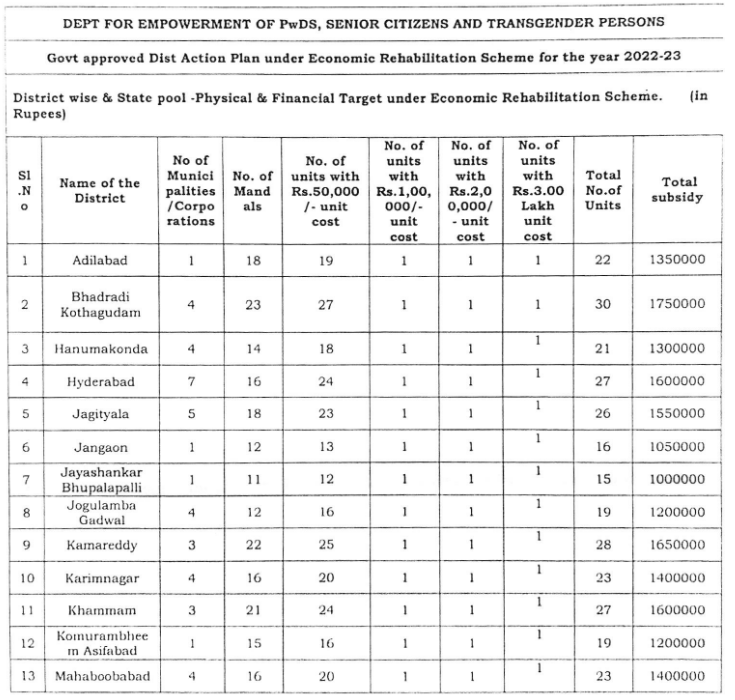 DEPT FOR EMPOWERMENT OF PwDS, SENIOR CITIZENS AND TRANSGENDER PERSONS
Govt approved Dist Action Plan under Economic Rehabilitation Scheme for the year 2022-23
District wise & State pool -Physical & Financial Target under Economic Rehabilitation Scheme. (in
Rupees)
Sl .N o | Name of the District | No of Munici palities /Corpo rations | No. of Mand als | No. of units with Rs.50,000 /- unit cost | No. of units with Rs.1,00, 000/- unit cost | No. of units with Rs.2,0 0,000/ - unit cost | No. of units with Rs.3.00 Lakh unit cost | Total No.of Units | Total subsidy
1 Adilabad 1 18 19 1 1 1 22 1350000
2 Bhadradi Kothagudam 4 23 27 1 1 1 30 1750000
3 Hanumakonda 4 14 18 1 1 1 21 1300000
4 Hyderabad 7 16 24 1 1 1 27 1600000
5 Jagityala 5 18 23 1 1 1 26 1550000
6 Jangaon 1 12 13 1 1 1 16 1050000
7 Jayashankar Bhupalapalli 1 11 12 1 1 1 15 1000000
8 Jogulamba Gadwal 4 12 16 1 1 1 19 1200000
9 Kamareddy 3 22 25 1 1 1 28 1650000
10 Karimnagar 4 16 20 1 1 1 23 1400000
11 Khammam 3 21 24 1 1 1 27 1600000
12 Komurambhee m Asifabad 1 15 16 1 1 1 19 1200000
13 Mahaboobabad 4 16 20 1 1 1 23 1400000